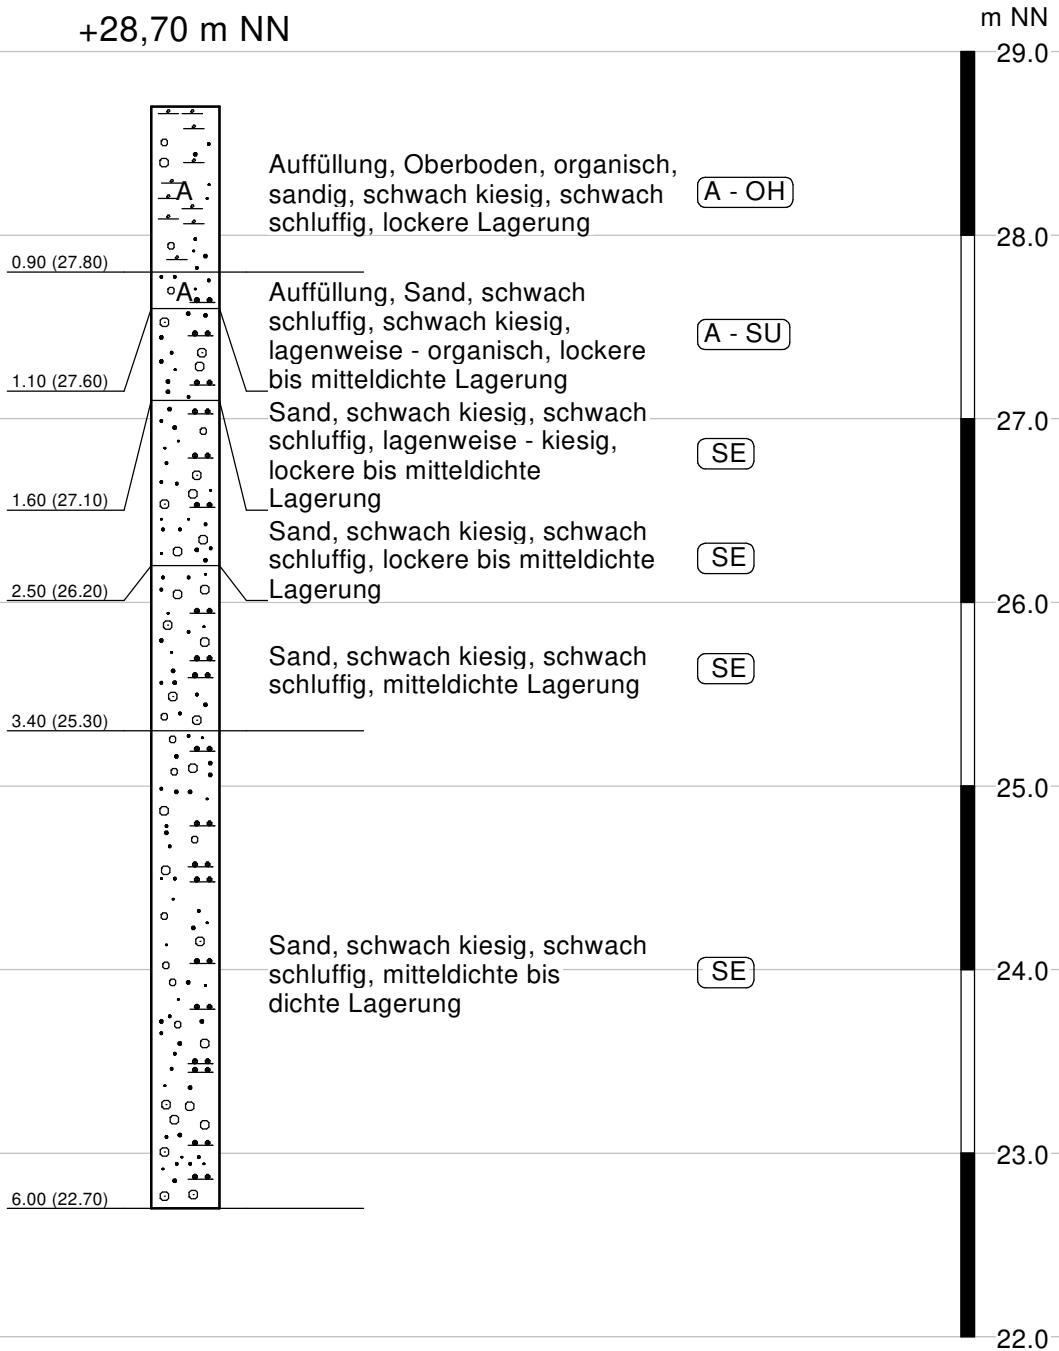 +28,70 m NN
m NN
29.0
Auffüllung, Oberboden, organisch,
sandig, schwach kiesig, schwach
schluffig, lockere Lagerung
A - OH
A
28.0
0.90 (27.80)
A
Auffüllung, Sand, schwach
schluffig, schwach kiesig,
lagenweise - organisch, lockere
bis mitteldichte Lagerung
A - SU
1.10 (27.60)
27.0
Sand, schwach kiesig, schwach
schluffig, lagenweise - kiesig,
lockere bis mitteldichte
Lagerung
SE
1.60 (27.10)
Sand, schwach kiesig, schwach
schluffig, lockere bis mitteldichte
Lagerung
SE
2.50 (26.20)
26.0
Sand, schwach kiesig, schwach
schluffig, mitteldichte Lagerung
SE
3.40 (25.30)
25.0
Sand, schwach kiesig, schwach
schluffig, mitteldichte bis
dichte Lagerung
SE
24.0
23.0
6.00 (22.70)
22.0